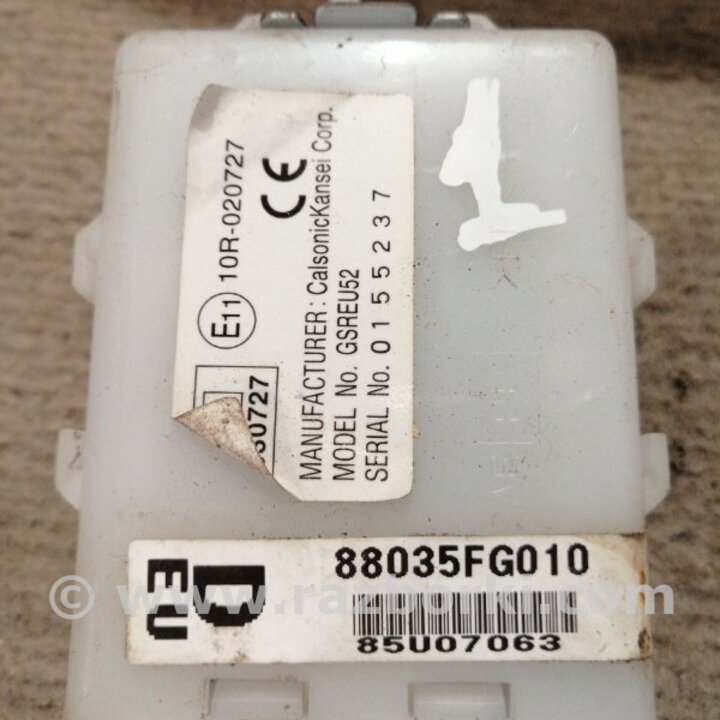 E11 10R-020727
CE
MANUFACTURER: CalsonicKansei Corp.
MODEL No. GSREU52
SERIAL No. 0155237
D
EU
88035FG010
85U07063
© www.razborki.com